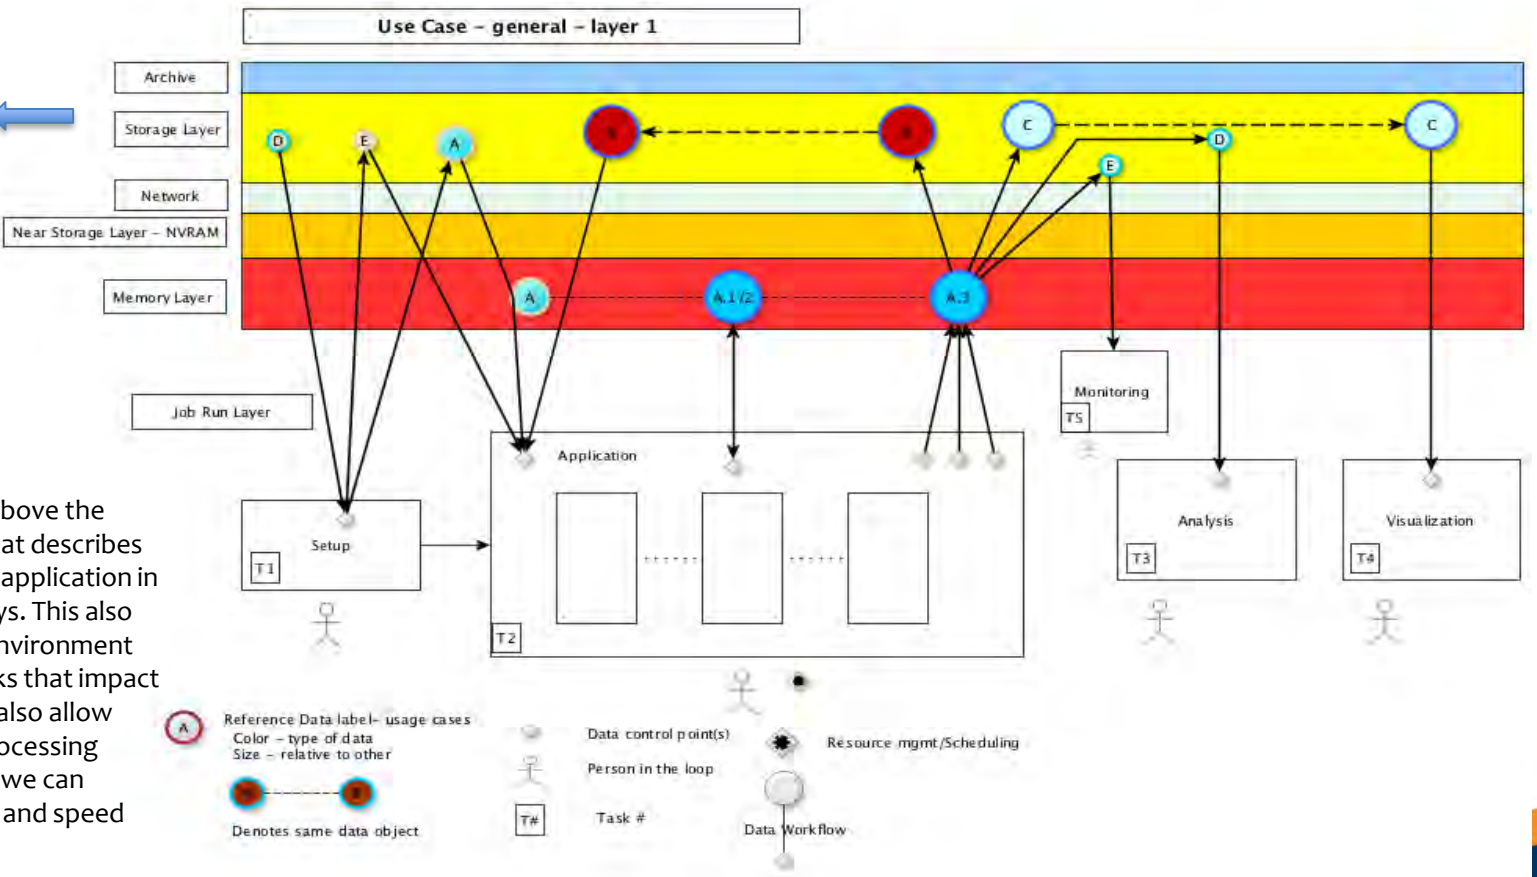 Use Case – general – layer 1
Archive
Storage Layer
Network
Near Storage Layer – NVRAM
Memory Layer
D
E
A
C
E
D
C
A
A.1/2
A.3
Job Run Layer
Setup
T1
Application
T2
Monitoring
T5
Analysis
T3
Visualization
T4
bove the
at describes
application in
ys. This also
nvironment
ks that impact
also allow
ocessing
we can
and speed
A
Reference Data label– usage cases
Color – type of data
Size – relative to other
Denotes same data object
Data control point(s)
Person in the loop
T#
Task #
Resource mgmt/Scheduling
Data Workflow